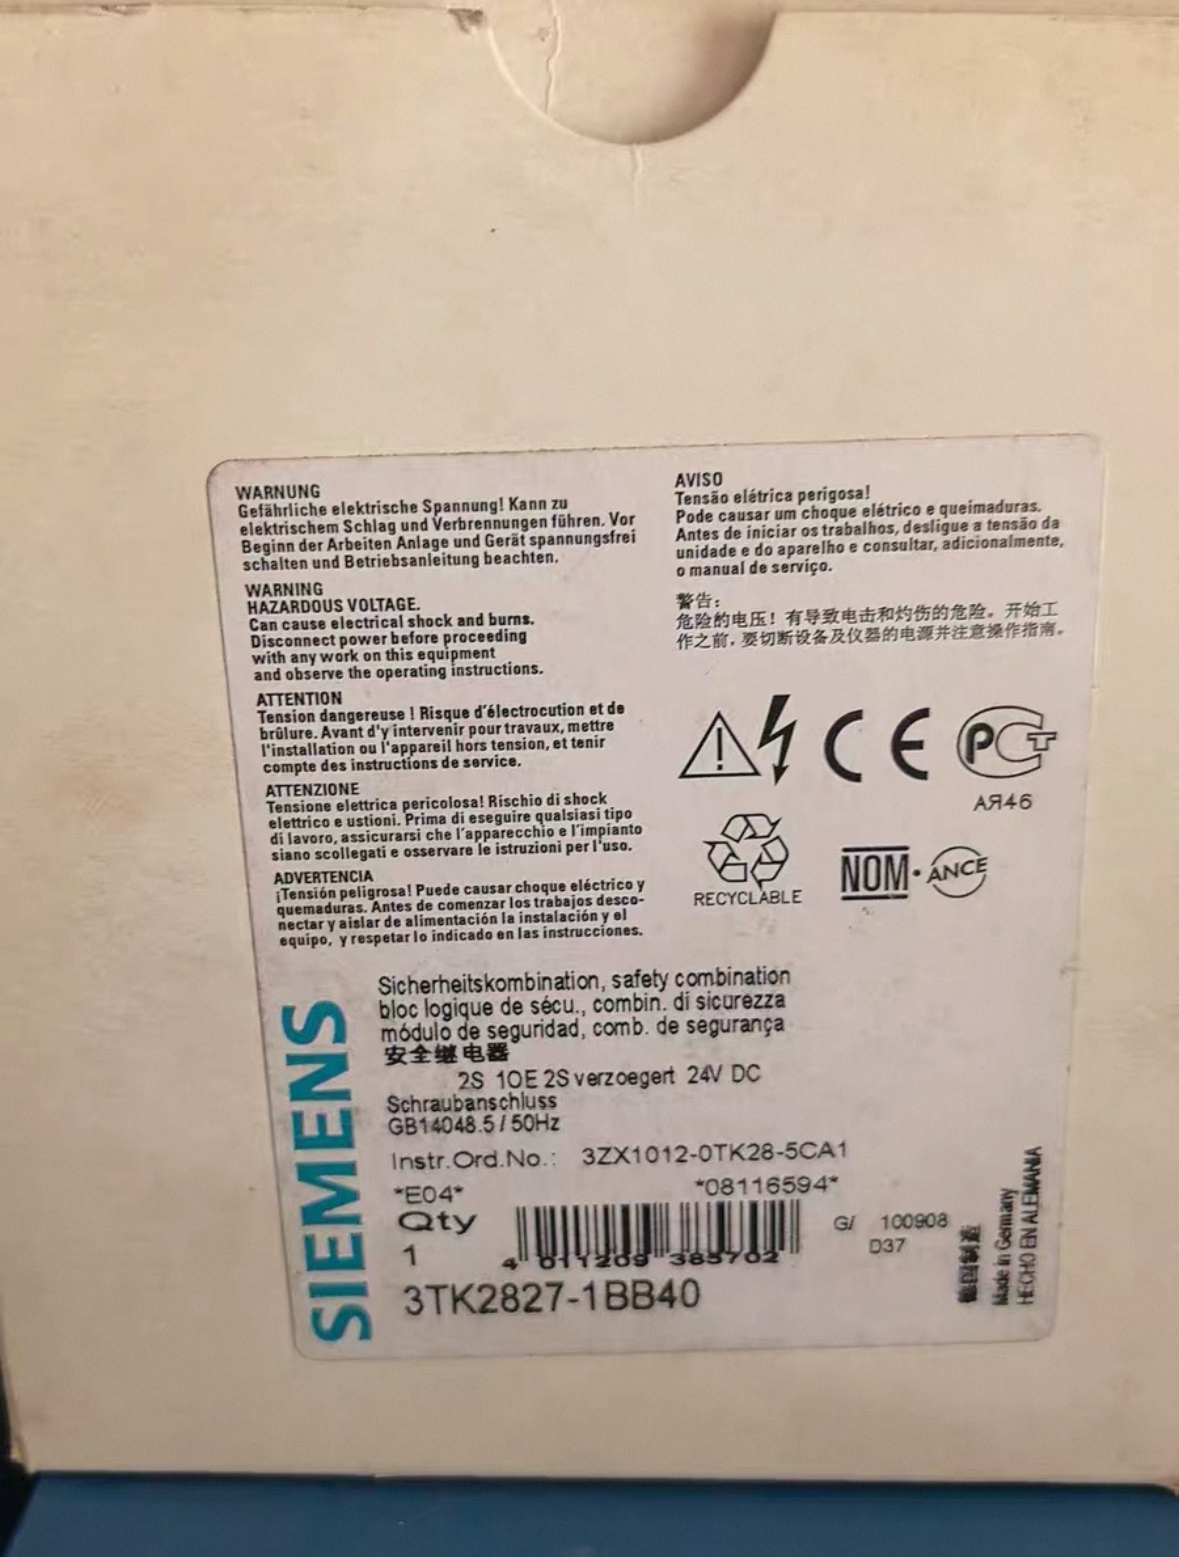 WARNUNG
Gefährliche elektrische Spannung! Kann zu
elektrischem Schlag und Verbrennungen führen. Vor
Beginn der Arbeiten Anlage und Gerät spannungsfrei
schalten und Betriebsanleitung beachten.
WARNING
HAZARDOUS VOLTAGE.
Can cause electrical shock and burns.
Disconnect power before proceeding
with any work on this equipment
and observe the operating instructions.
ATTENTION
Tension dangereuse ! Risque d'électrocution et de
brûlure. Avant d'y intervenir pour travaux, mettre
l'installation ou l'appareil hors tension, et tenir
compte des instructions de service.
ATTENZIONE
Tensione elettrica pericolosa! Rischio di shock
elettrico e ustioni. Prima di eseguire qualsiasi tipo
di lavoro, assicurarsi che l'apparecchio e l'impianto
siano scollegati e osservare le istruzioni per l'uso.
ADVERTENCIA
¡Tensión peligrosa! Puede causar choque eléctrico y
quemaduras. Antes de comenzar los trabajos desco-
nectar y aislar de alimentación la instalación y el
equipo, y respetar lo indicado en las instrucciones.
AVISO
Tensão elétrica perigosa!
Pode causar um choque elétrico e queimaduras.
Antes de iniciar os trabalhos, desligue a tensão da
unidade e do aparelho e consultar, adicionalmente,
o manual de serviço.
警告:
危险的电压! 有导致电击和灼伤的危险。开始工
作之前, 要切断设备及仪器的电源并注意操作指南。
CE
РСТ
АЯ46
RECYCLABLE
NOM·ANCE
SIEMENS
Sicherheitskombination, safety combination
bloc logique de sécu., combin. di sicurezza
módulo de seguridad, comb. de segurança
安全继电器
2S 1OE 2S verzoegert 24V DC
Schraubanschluss
GB14048.5 / 50Hz
Instr.Ord.No.: 3ZX1012-0TK28-5CA1
*E04* *08116594*
Qty
1
4 011209 385702
G/ 100908
D37
3TK2827-1BB40
德国制造
Made in Germany
HECHO EN ALEMANIA